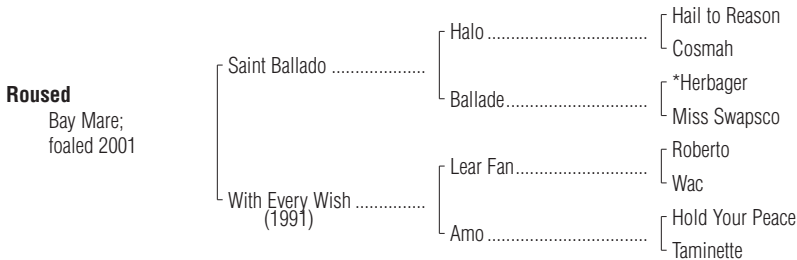 Roused
Bay Mare;
foaled 2001
Saint Ballado ....................
With Every Wish ...............
(1991)
Halo ..................................
Ballade ..............................
Lear Fan ............................
Amo ..................................
Hail to Reason
Cosmah
*Herbager
Miss Swapsco
Roberto
Wac
Hold Your Peace
Taminette